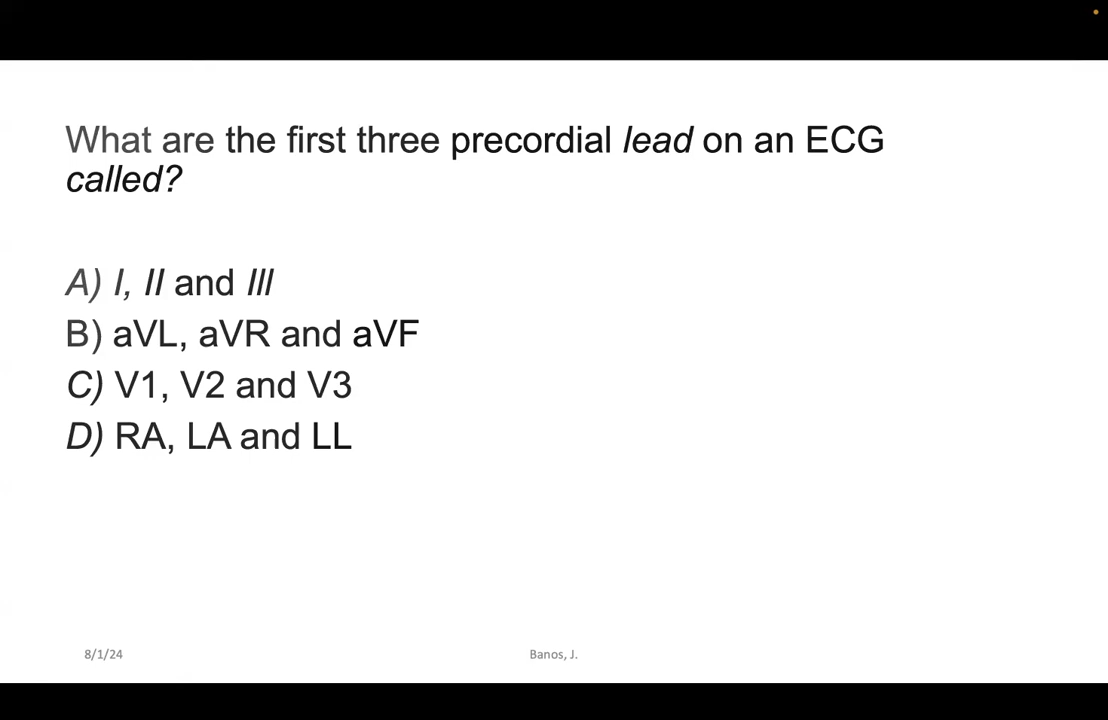 What are the first three precordial lead on an ECG
called?
A) I, II and III
B) aVL, aVR and aVF
C) V1, V2 and V3
D) RA, LA and LL
8/1/24
Banos, J.